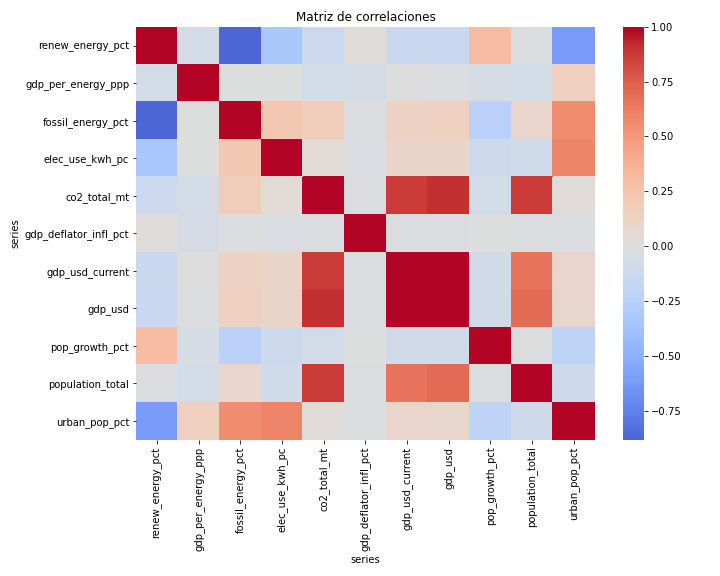 Matriz de correlaciones
renew_energy_pct
gdp_per_energy_ppp
fossil_energy_pct
elec_use_kwh_pc
co2_total_mt
gdp_deflator_infl_pct
gdp_usd_current
gdp_usd
pop_growth_pct
population_total
urban_pop_pct
series
renew_energy_pct
gdp_per_energy_ppp
fossil_energy_pct
elec_use_kwh_pc
co2_total_mt
gdp_deflator_infl_pct
gdp_usd_current
gdp_usd
pop_growth_pct
population_total
urban_pop_pct
series
1.00
0.75
0.50
0.25
0.00
−0.25
−0.50
−0.75